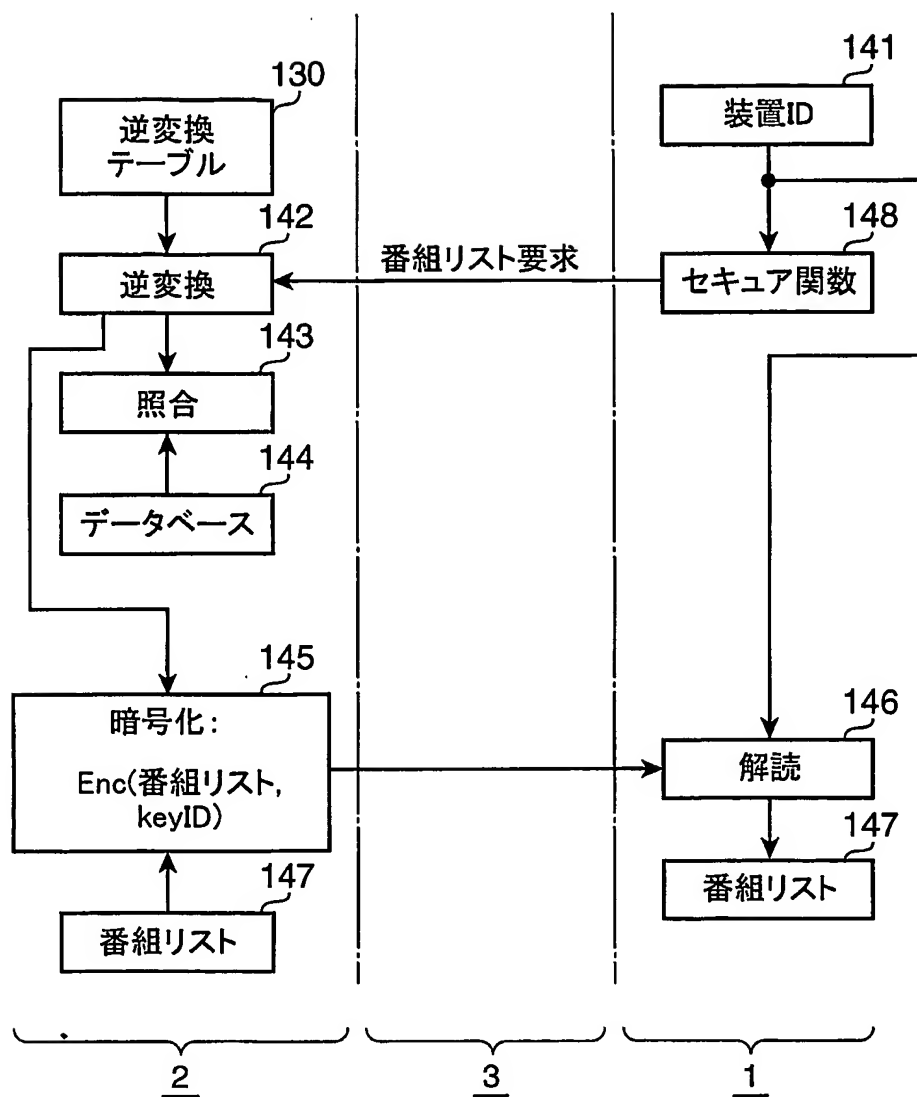 130
逆変換
テーブル
142
逆変換
143
照合
144
データベース
145
暗号化:
Enc(番組リスト,
keyID)
147
番組リスト
番組リスト要求
141
装置ID
148
セキュア関数
146
解読
147
番組リスト
2
3
1